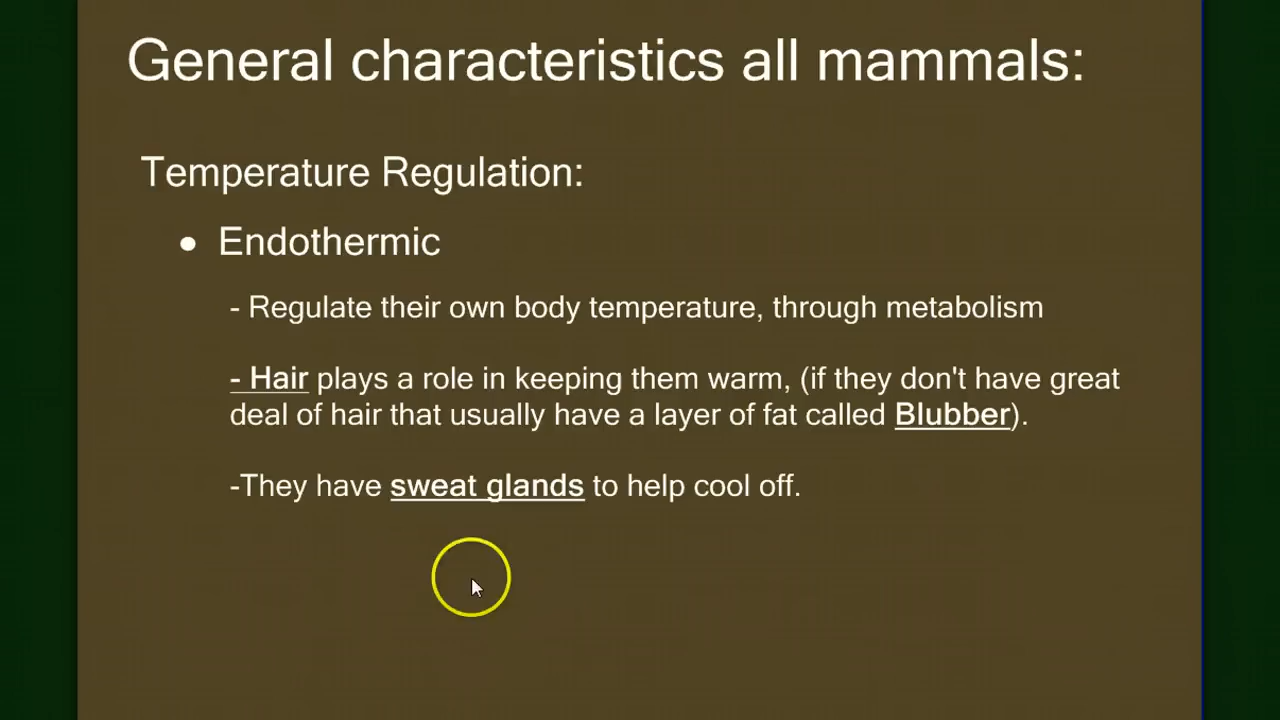 General characteristics all mammals:
Temperature Regulation:
● Endothermic
- Regulate their own body temperature, through metabolism
- Hair plays a role in keeping them warm, (if they don't have great
deal of hair that usually have a layer of fat called Blubber).
-They have sweat glands to help cool off.